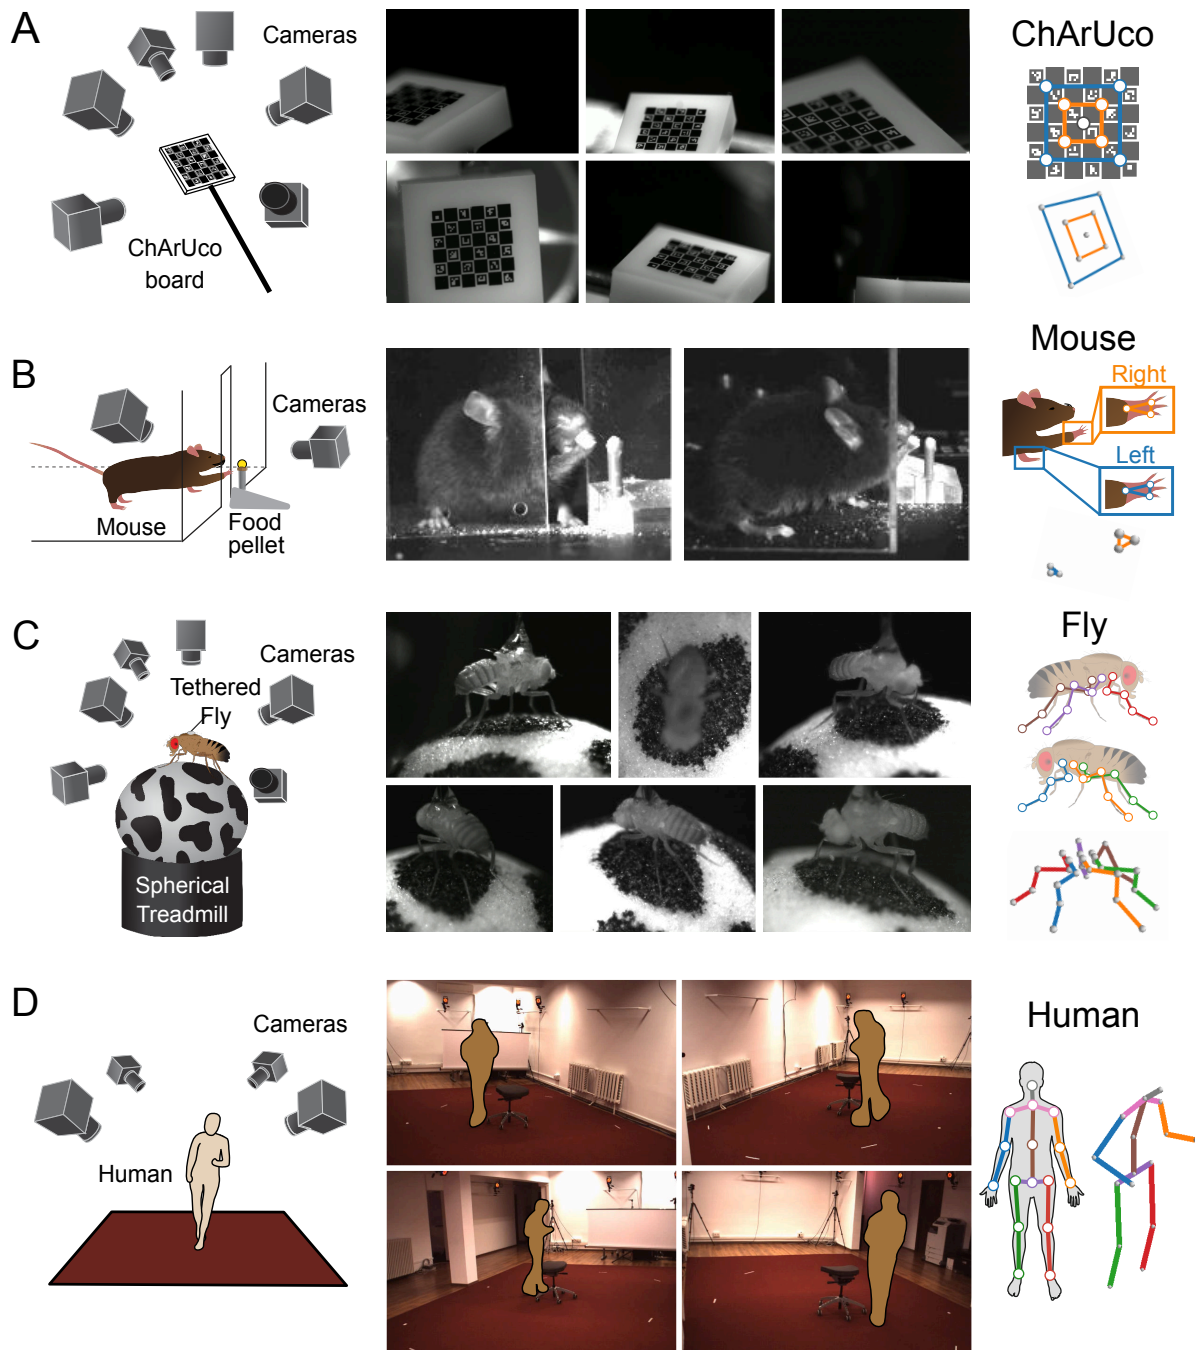 A
Cameras
ChArUco
board
ChArUco
B
Cameras
Mouse
Food
pellet
Mouse
Right
Left
C
Cameras
Tethered
Fly
Spherical
Treadmill
Fly
D
Cameras
Human
Human